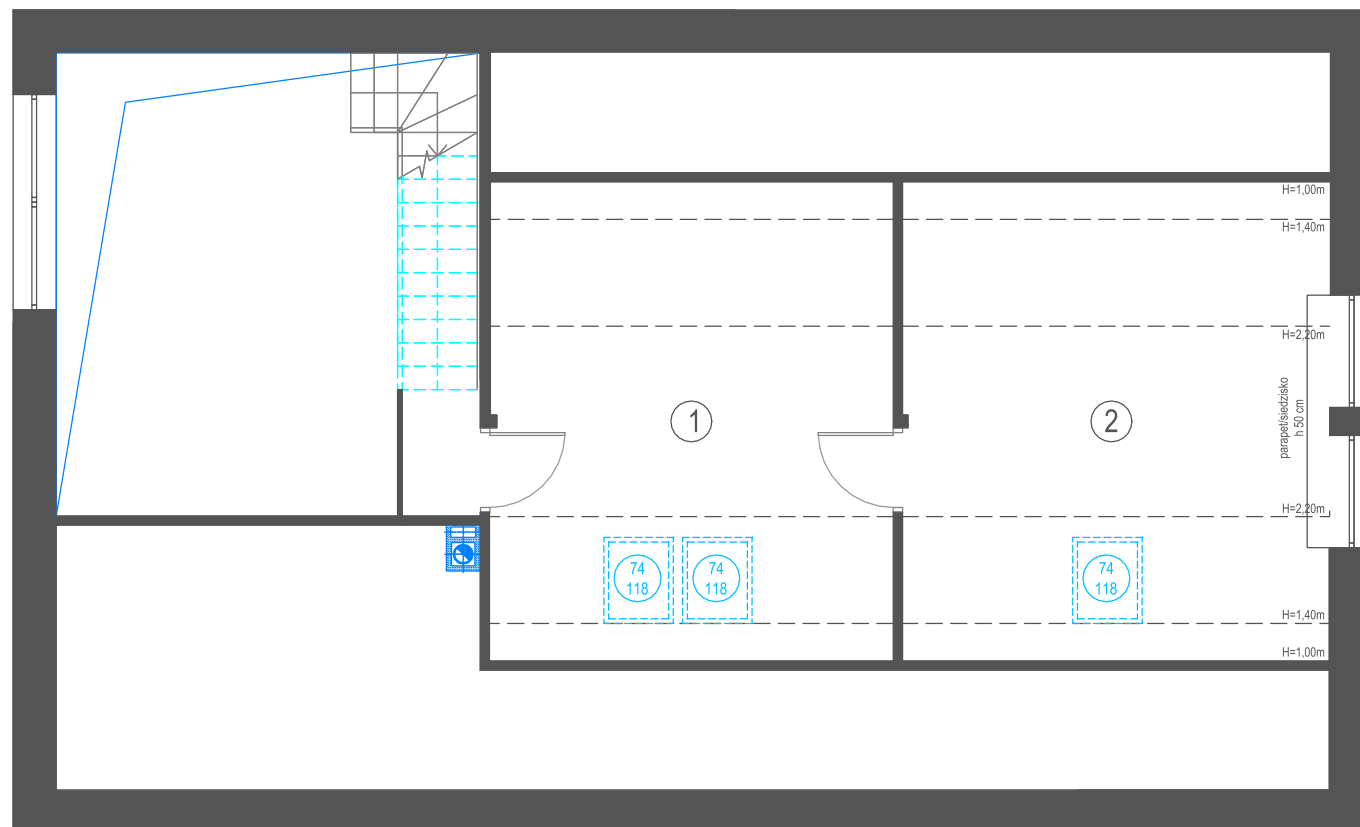 H=1,00m
H=1,40m
H=2,20m
parapet/siedzisko
h 50 cm
1
2
H=2,20m
74
118
74
118
74
118
H=1,40m
H=1,00m